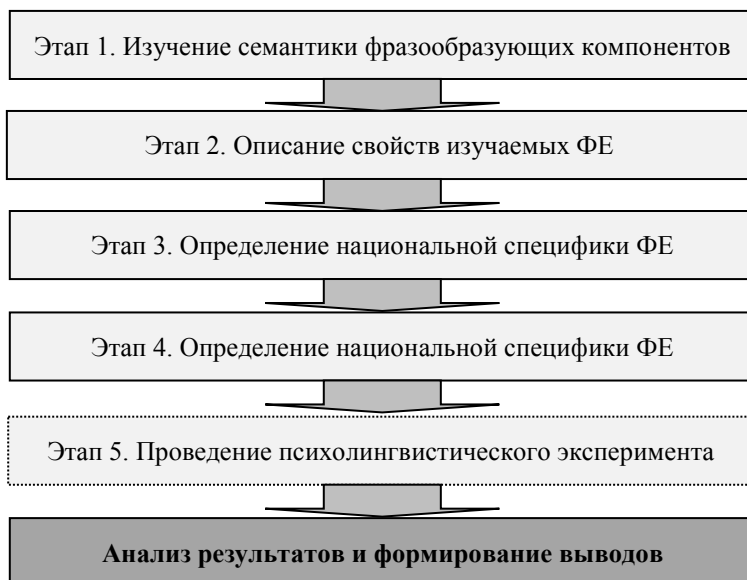 Этап 1. Изучение семантики фразообразующих компонентов
Этап 2. Описание свойств изучаемых ФЕ
Этап 3. Определение национальной специфики ФЕ
Этап 4. Определение национальной специфики ФЕ
Этап 5. Проведение психолингвистического эксперимента
Анализ результатов и формирование выводов